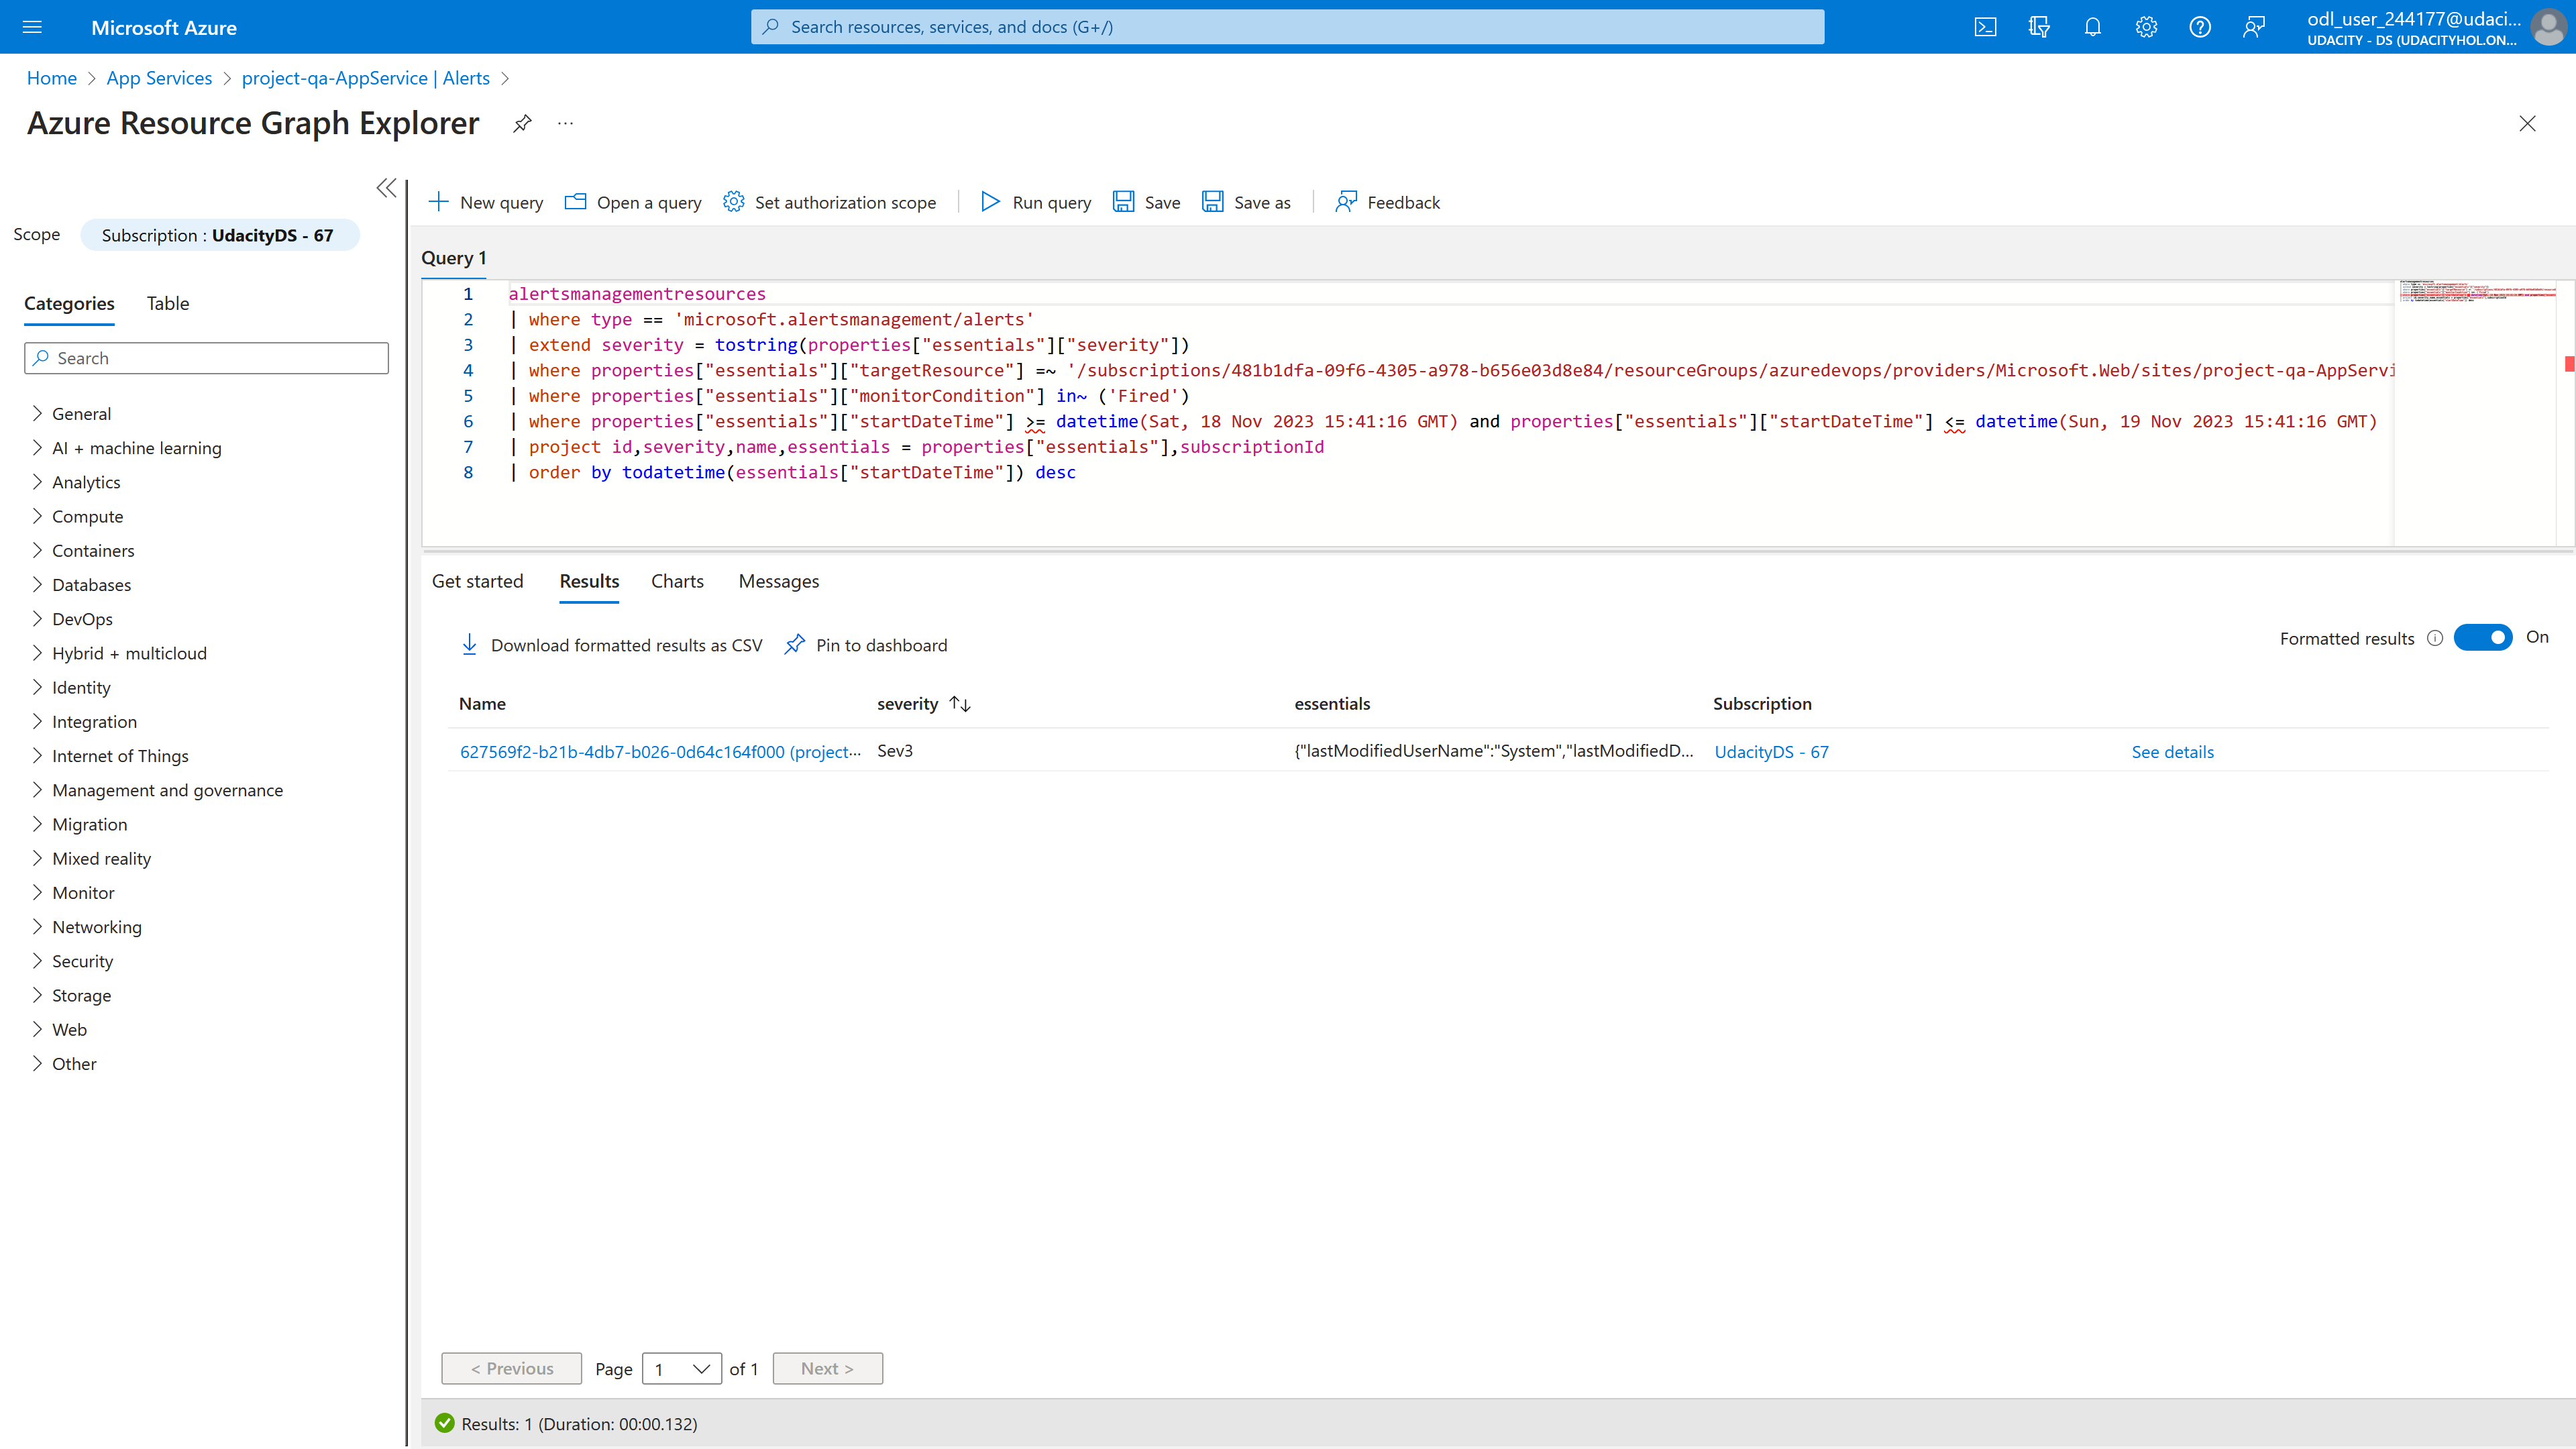 Microsoft Azure
Search resources, services, and docs (G+/)
odl_user_244177@udaci...
UDACITY - DS (UDACITYHOL.ON...
Home > App Services > project-qa-AppService | Alerts >
Azure Resource Graph Explorer
Scope
Subscription : UdacityDS - 67
Categories
Table
Search
General
AI + machine learning
Analytics
Compute
Containers
Databases
DevOps
Hybrid + multicloud
Identity
Integration
Internet of Things
Management and governance
Migration
Mixed reality
Monitor
Networking
Security
Storage
Web
Other
New query
Open a query
Set authorization scope
Run query
Save
Save as
Feedback
Query 1
1 alertsmanagementresources
2 | where type == 'microsoft.alertsmanagement/alerts'
3 | extend severity = tostring(properties["essentials"]["severity"])
4 | where properties["essentials"]["targetResource"] =~ '/subscriptions/481b1dfa-09f6-4305-a978-b656e03d8e84/resourceGroups/azuredevops/providers/Microsoft.Web/sites/project-qa-AppServi
5 | where properties["essentials"]["monitorCondition"] in~ ('Fired')
6 | where properties["essentials"]["startDateTime"] >= datetime(Sat, 18 Nov 2023 15:41:16 GMT) and properties["essentials"]["startDateTime"] <= datetime(Sun, 19 Nov 2023 15:41:16 GMT)
7 | project id,severity,name,essentials = properties["essentials"],subscriptionId
8 | order by todatetime(essentials["startDateTime"]) desc
Get started
Results
Charts
Messages
Download formatted results as CSV
Pin to dashboard
Formatted results
On
Name
severity
essentials
Subscription
627569f2-b21b-4db7-b026-0d64c164f000 (project...
Sev3
{"lastModifiedUserName":"System","lastModifiedD...
UdacityDS - 67
See details
< Previous
Page
1
of 1
Next >
Results: 1 (Duration: 00:00.132)